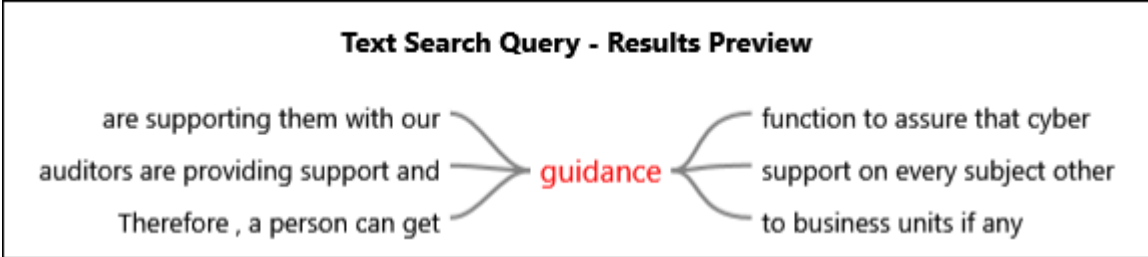 Text Search Query - Results Preview
are supporting them with our
auditors are providing support and
Therefore , a person can get
guidance
function to assure that cyber
support on every subject other
to business units if any